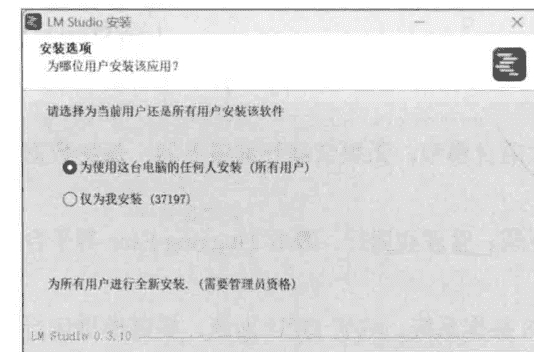 LM Studio 安装
安装选项
为哪位用户安装该应用?
请选择为当前用户还是所有用户安装该软件
为使用这台电脑的任何人安装 (所有用户)
仅为我安装 (37197)
为所有用户进行全新安装. (需要管理员资格)
LM Studio 0.3.10